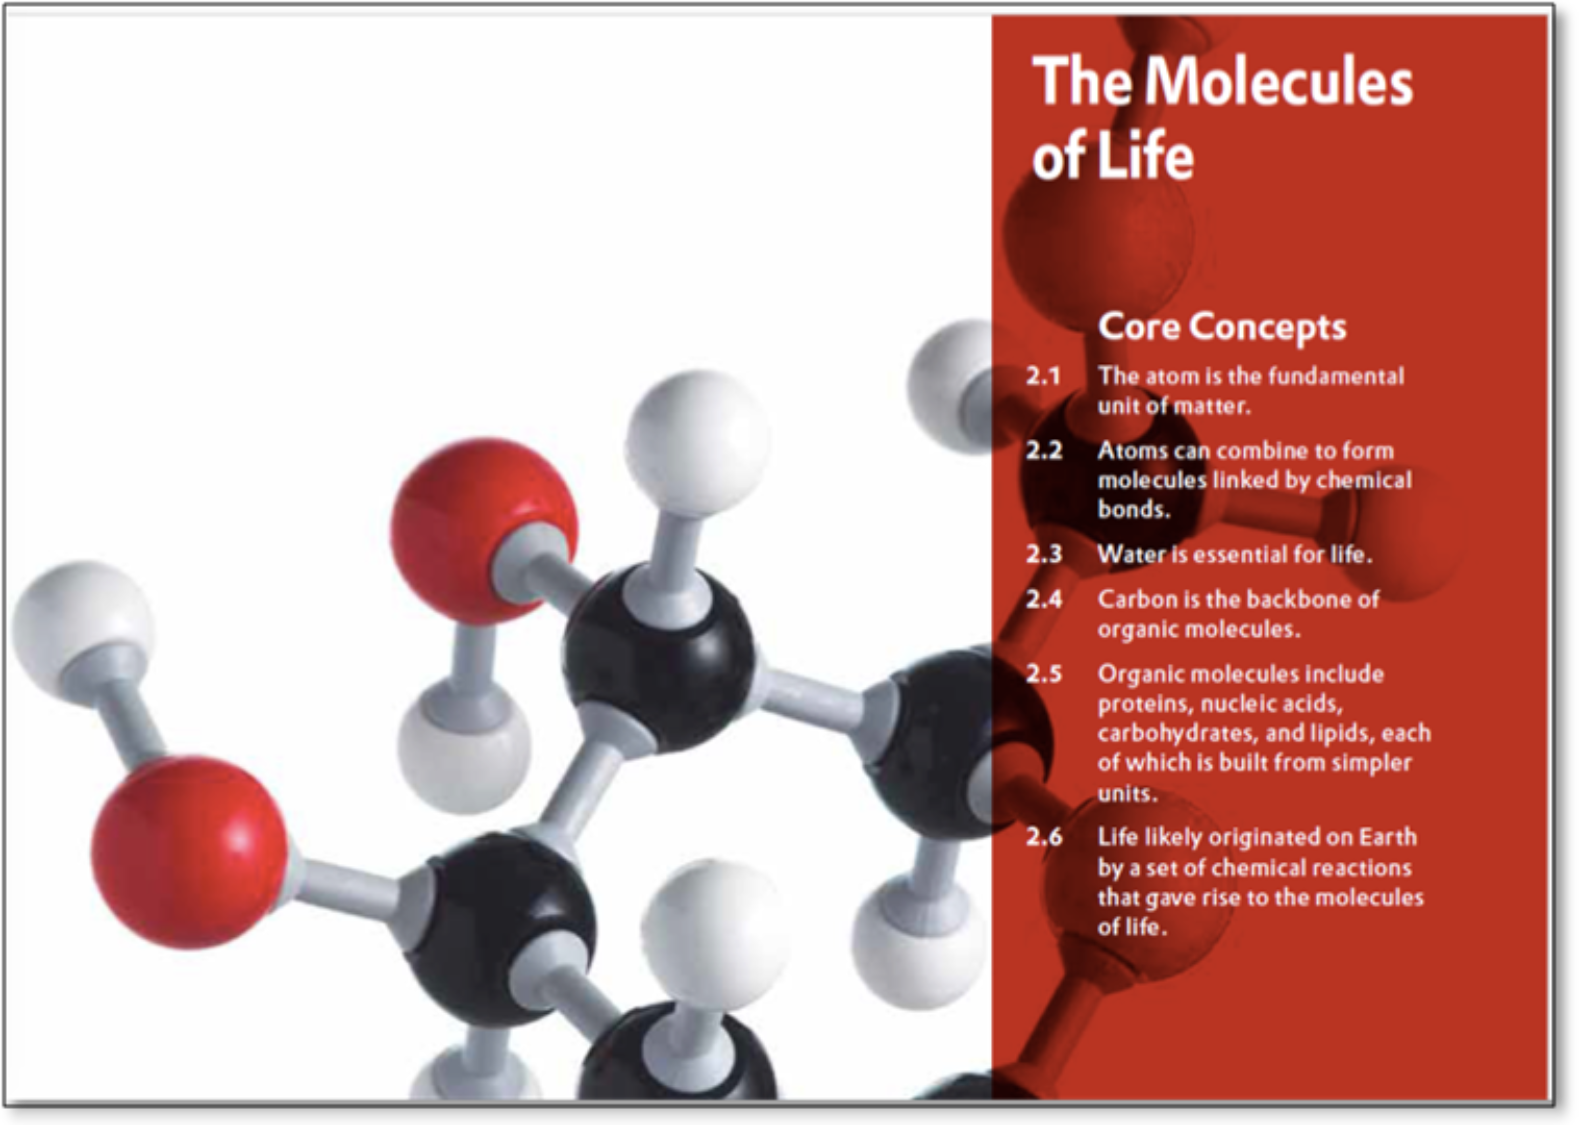 The Molecules
of Life
Core Concepts
2.1 The atom is the fundamental
unit of matter.
2.2 Atoms can combine to form
molecules linked by chemical
bonds.
2.3 Water is essential for life.
2.4 Carbon is the backbone of
organic molecules.
2.5 Organic molecules include
proteins, nucleic acids,
carbohydrates, and lipids, each
of which is built from simpler
units.
2.6 Life likely originated on Earth
by a set of chemical reactions
that gave rise to the molecules
of life.